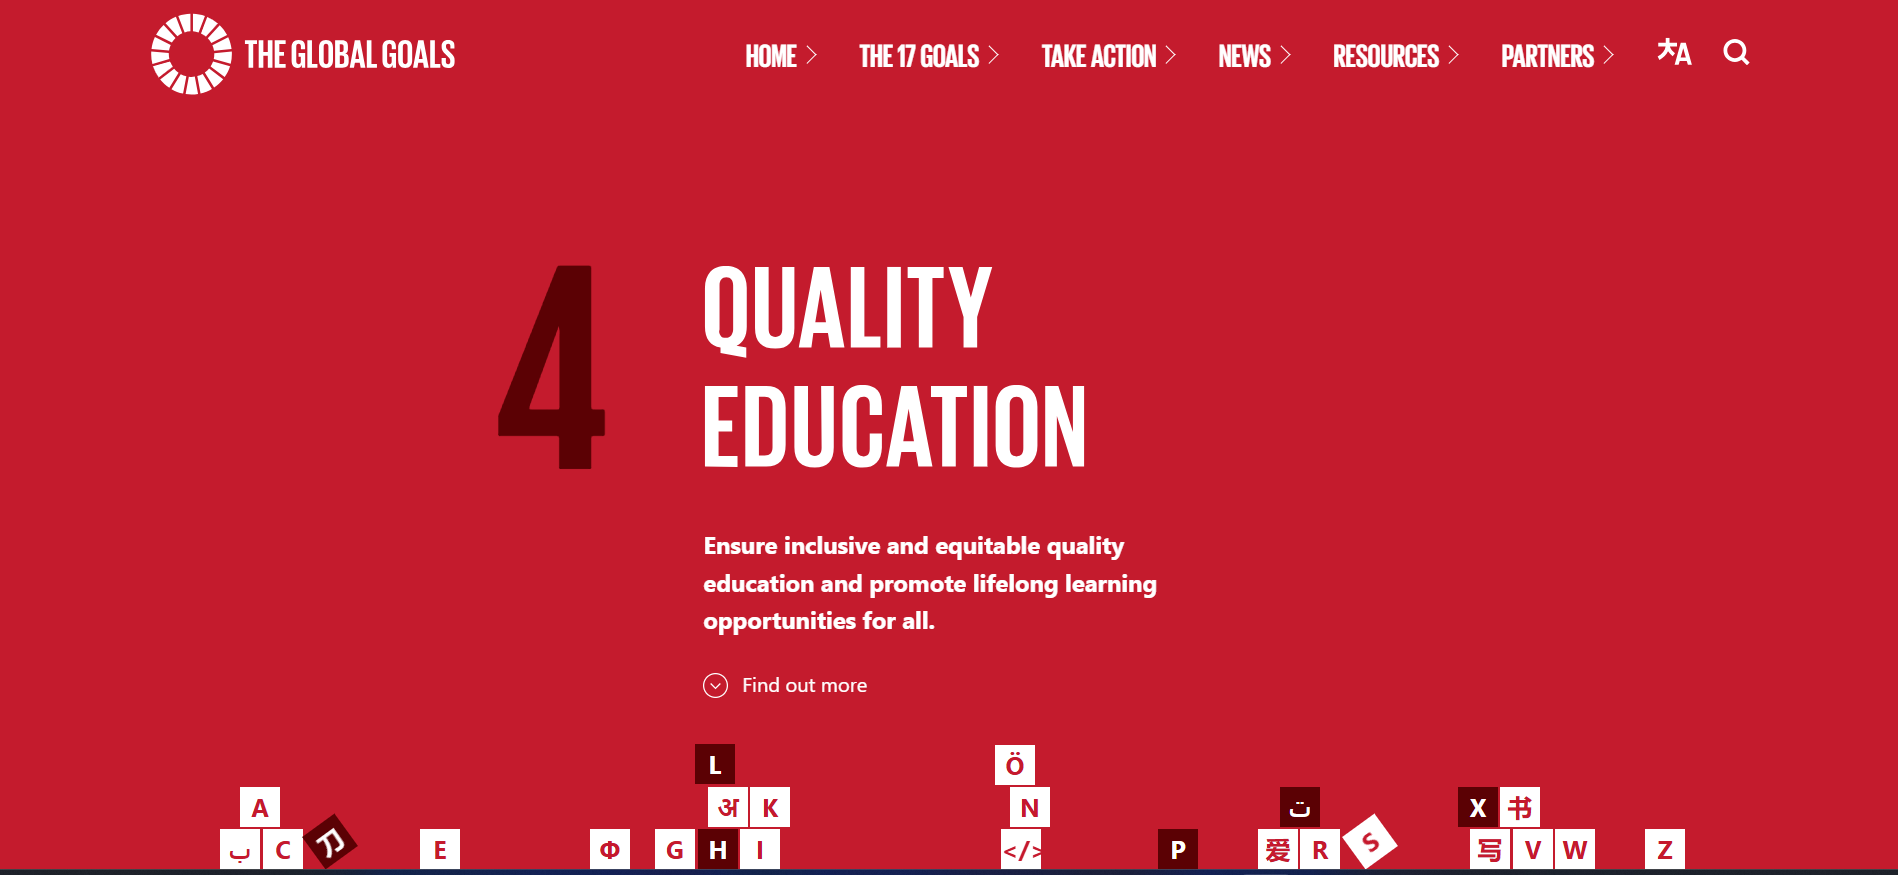 THE GLOBAL GOALS
HOME
THE 17 GOALS
TAKE ACTION
NEWS
RESOURCES
PARTNERS
4
QUALITY
EDUCATION
Ensure inclusive and equitable quality
education and promote lifelong learning
opportunities for all.
Find out more
L
Ö
A
अ K
N
ت
X 书
ب C 刀
E
Ф
G H I
</>
P
爱 R S
写 V W
Z